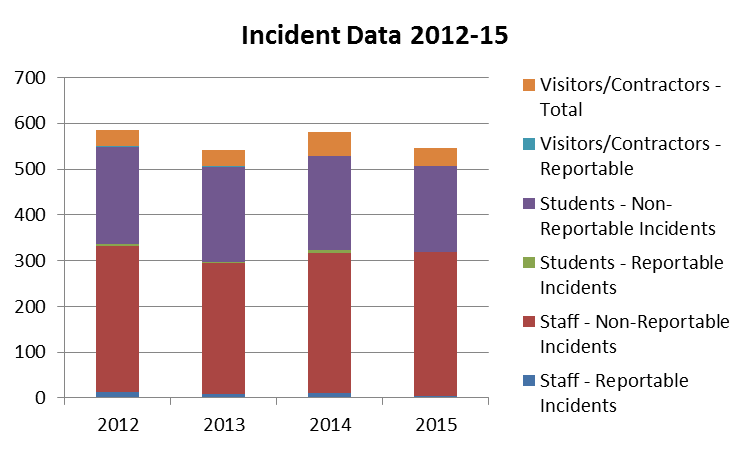 Incident Data 2012-15
700
600
500
400
300
200
100
0
2012
2013
2014
2015
Visitors/Contractors -
Total
Visitors/Contractors -
Reportable
Students - Non-
Reportable Incidents
Students - Reportable
Incidents
Staff - Non-Reportable
Incidents
Staff - Reportable
Incidents